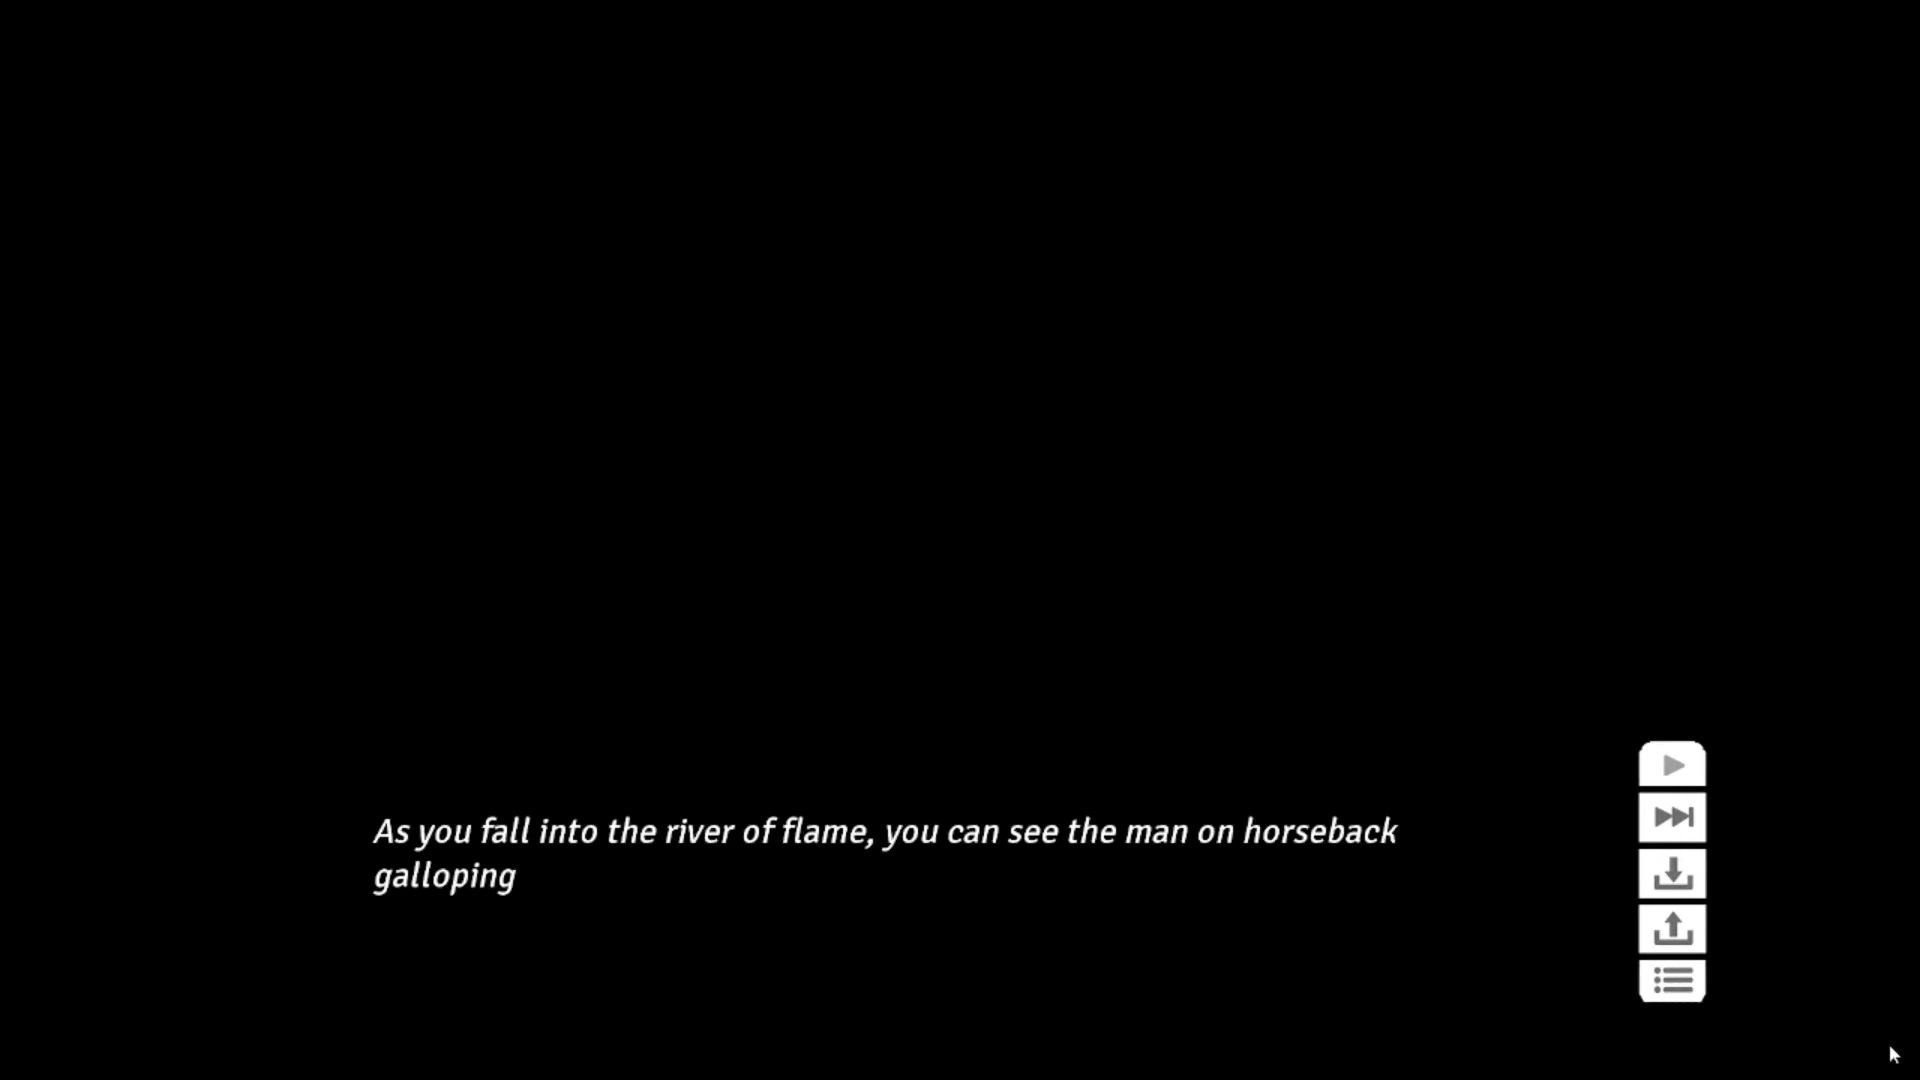 As you fall into the river of flame, you can see the man on horseback
galloping